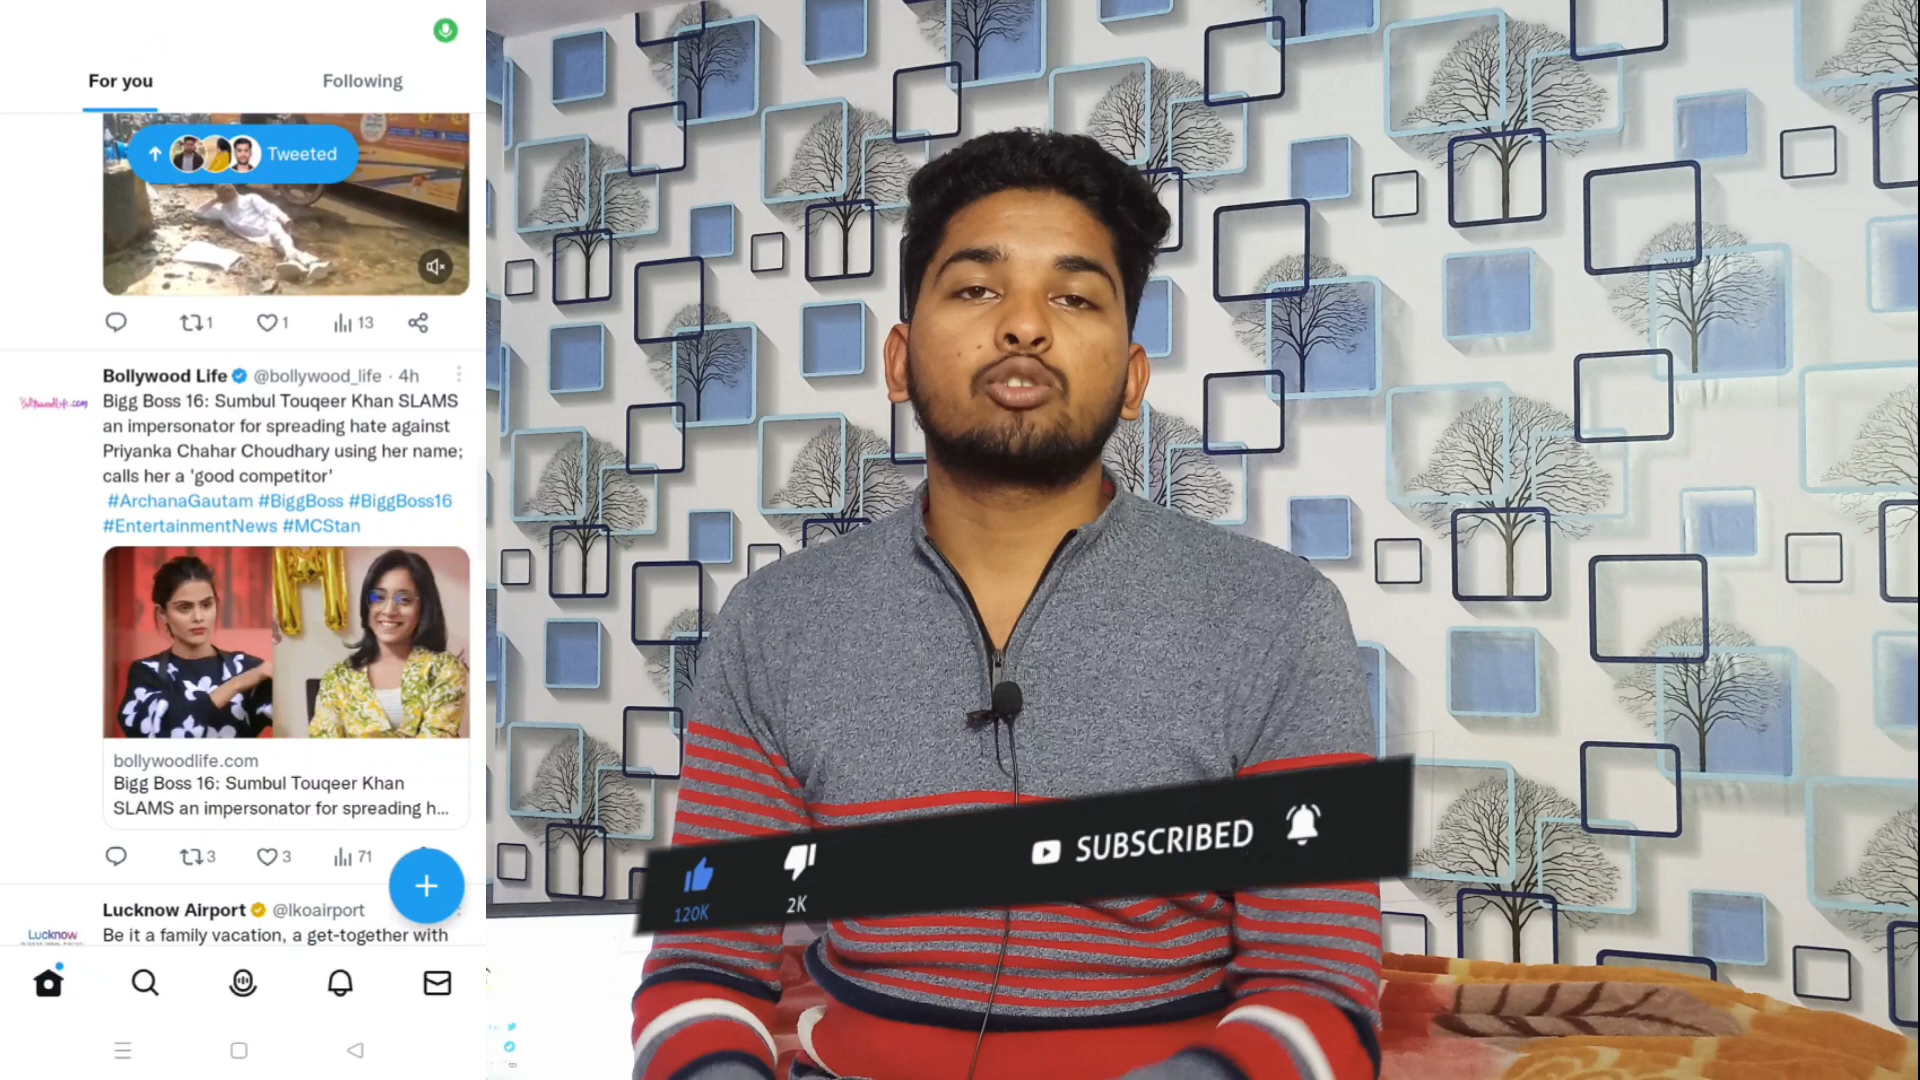 For you
Following
Tweeted
1
1
13
Bollywood Life @bollywood_life · 4h
Bigg Boss 16: Sumbul Touqeer Khan SLAMS
an impersonator for spreading hate against
Priyanka Chahar Choudhary using her name;
calls her a 'good competitor'
#ArchanaGautam #BiggBoss #BiggBoss16
#EntertainmentNews #MCStan
bollywoodlife.com
Bigg Boss 16: Sumbul Touqeer Khan
SLAMS an impersonator for spreading h...
3
3
71
Lucknow Airport @lkoairport
Lucknow
Be it a family vacation, a get-together with
120K
2K
SUBSCRIBED